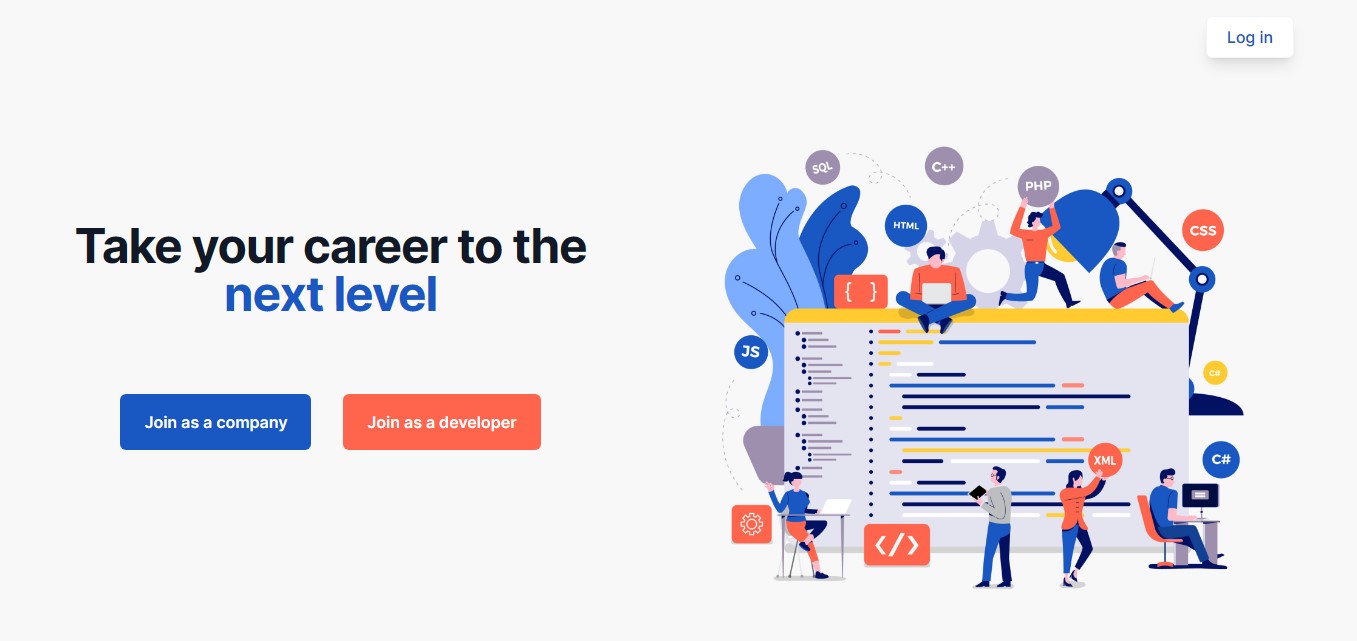 Log in
Take your career to the
next level
Join as a company
Join as a developer
SQL
C++
PHP
HTML
CSS
{ }
JS
C#
XML
C#
</>